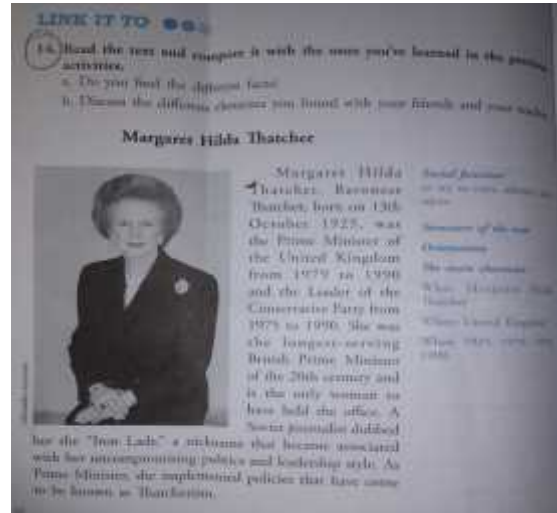 LINK IT TO
14. Read the text and compare it with the ones you've learned in the previous
activities.
a. Do you find the different facts?
b. Discuss the different elements you found with your friends and your teacher.
Margaret Hilda Thatcher
Margaret Hilda
Thatcher, Baroness
Thatcher, born on 13th
October 1925, was
the Prime Minister of
the United Kingdom
from 1979 to 1990
and the Leader of the
Conservative Party from
1975 to 1990. She was
the longest-serving
British Prime Minister
of the 20th century and
is the only woman to
have held the office. A
Soviet journalist dubbed
her the "Iron Lady," a nickname that became associated
with her uncompromising politics and leadership style. As
Prime Minister, she implemented policies that have come
to be known as Thatcherism.
Social function
Structure of the text
Orientation
The main character
Who: Margaret
Thatcher
Where: United Kingdom
When: 1925, 1979,
1990